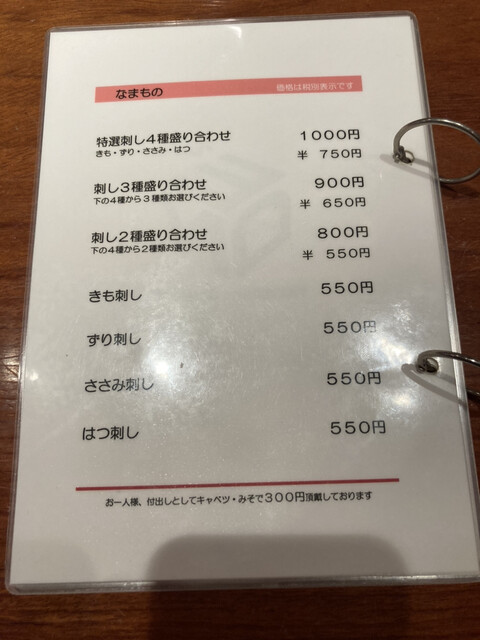 なまもの 価格は税別表示です
特選刺し4種盛り合わせ 1000円
きも・ずり・ささみ・はつ 半 750円
刺し3種盛り合わせ 900円
下の4種から3種類お選びください 半 650円
刺し2種盛り合わせ 800円
下の4種から2種類お選びください 半 550円
きも刺し 550円
ずり刺し 550円
ささみ刺し 550円
はつ刺し 550円
お一人様、付出しとしてキャベツ・みそで300円頂戴しております